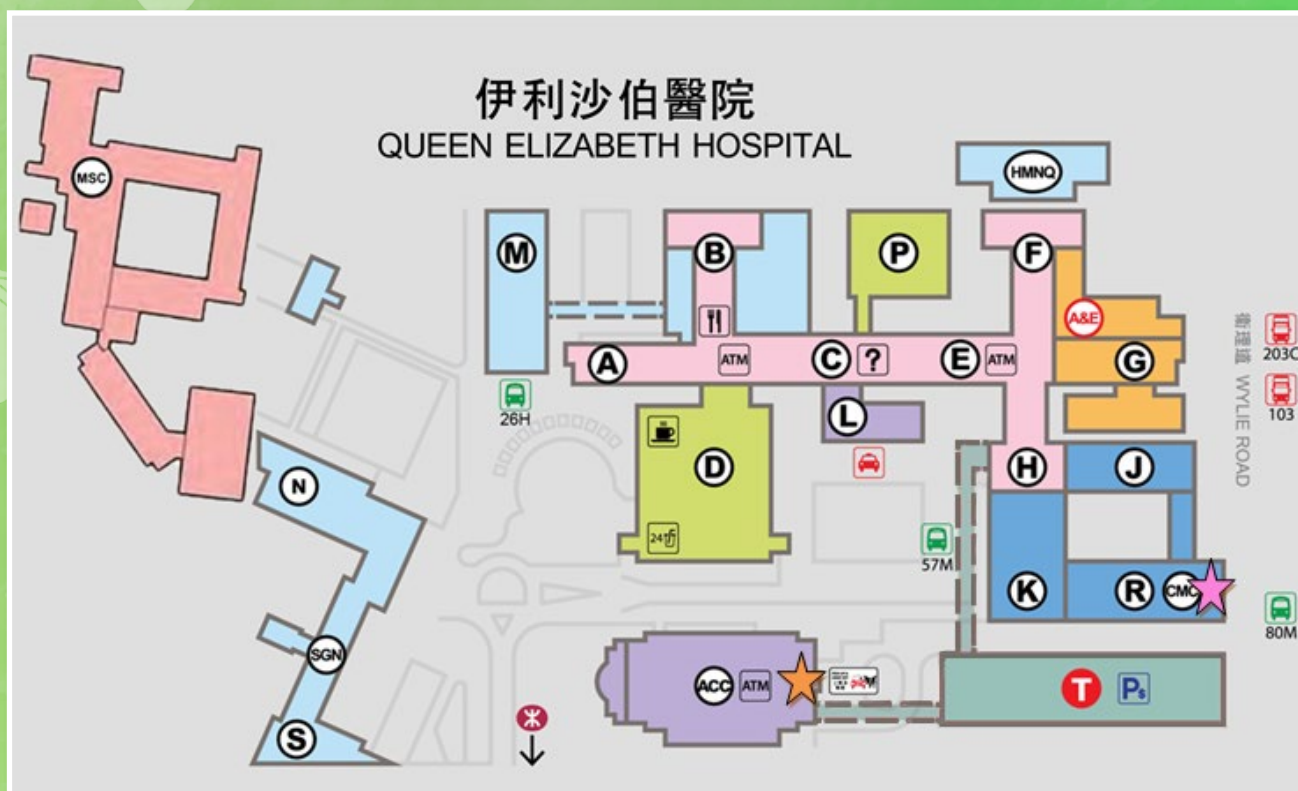 伊利沙伯醫院
QUEEN ELIZABETH HOSPITAL
MSC
HMNQ
M
B
P
F
A&E
A
ATM
C
?
E
ATM
G
衛理道 WYLIE ROAD
203C
103
26H
L
D
H
J
N
24
57M
K
R
CMC
80M
SGN
ACC
ATM
T
P$
S